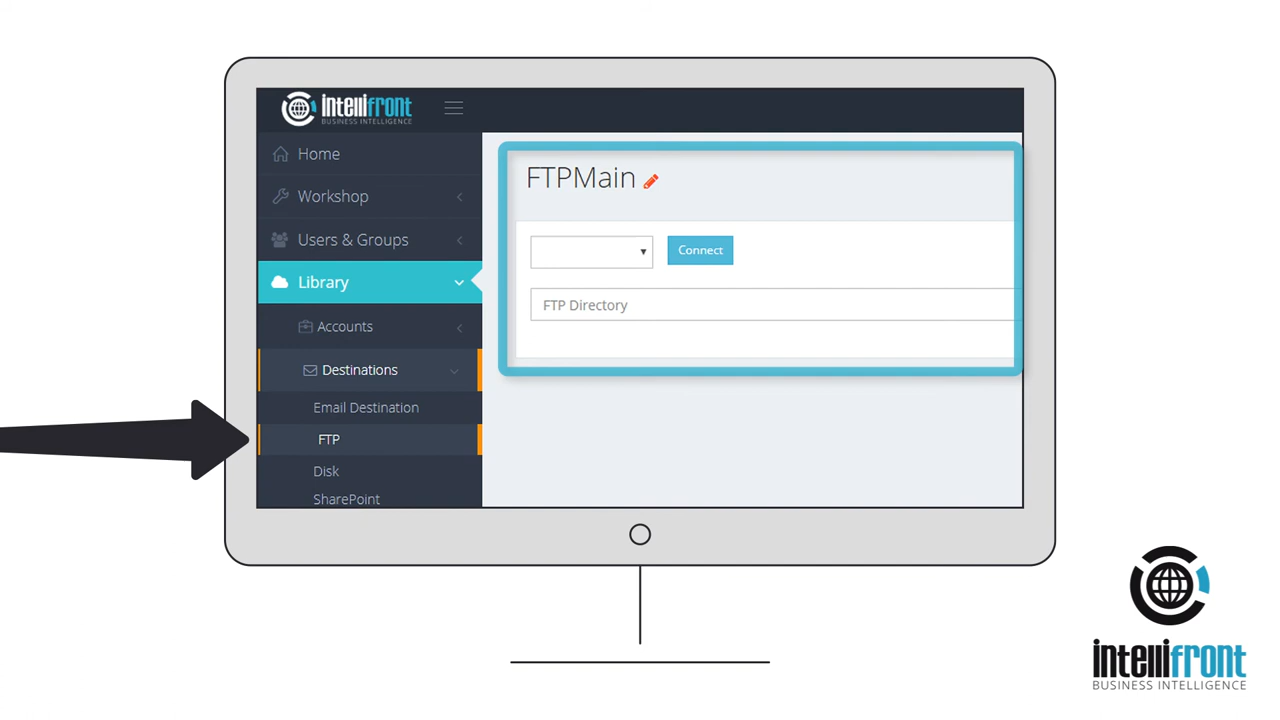 intellifront
BUSINESS INTELLIGENCE
Home
Workshop
Users & Groups
Library
Accounts
Destinations
Email Destination
FTP
Disk
SharePoint
FTPMain
Connect
FTP Directory
intellifront
BUSINESS INTELLIGENCE